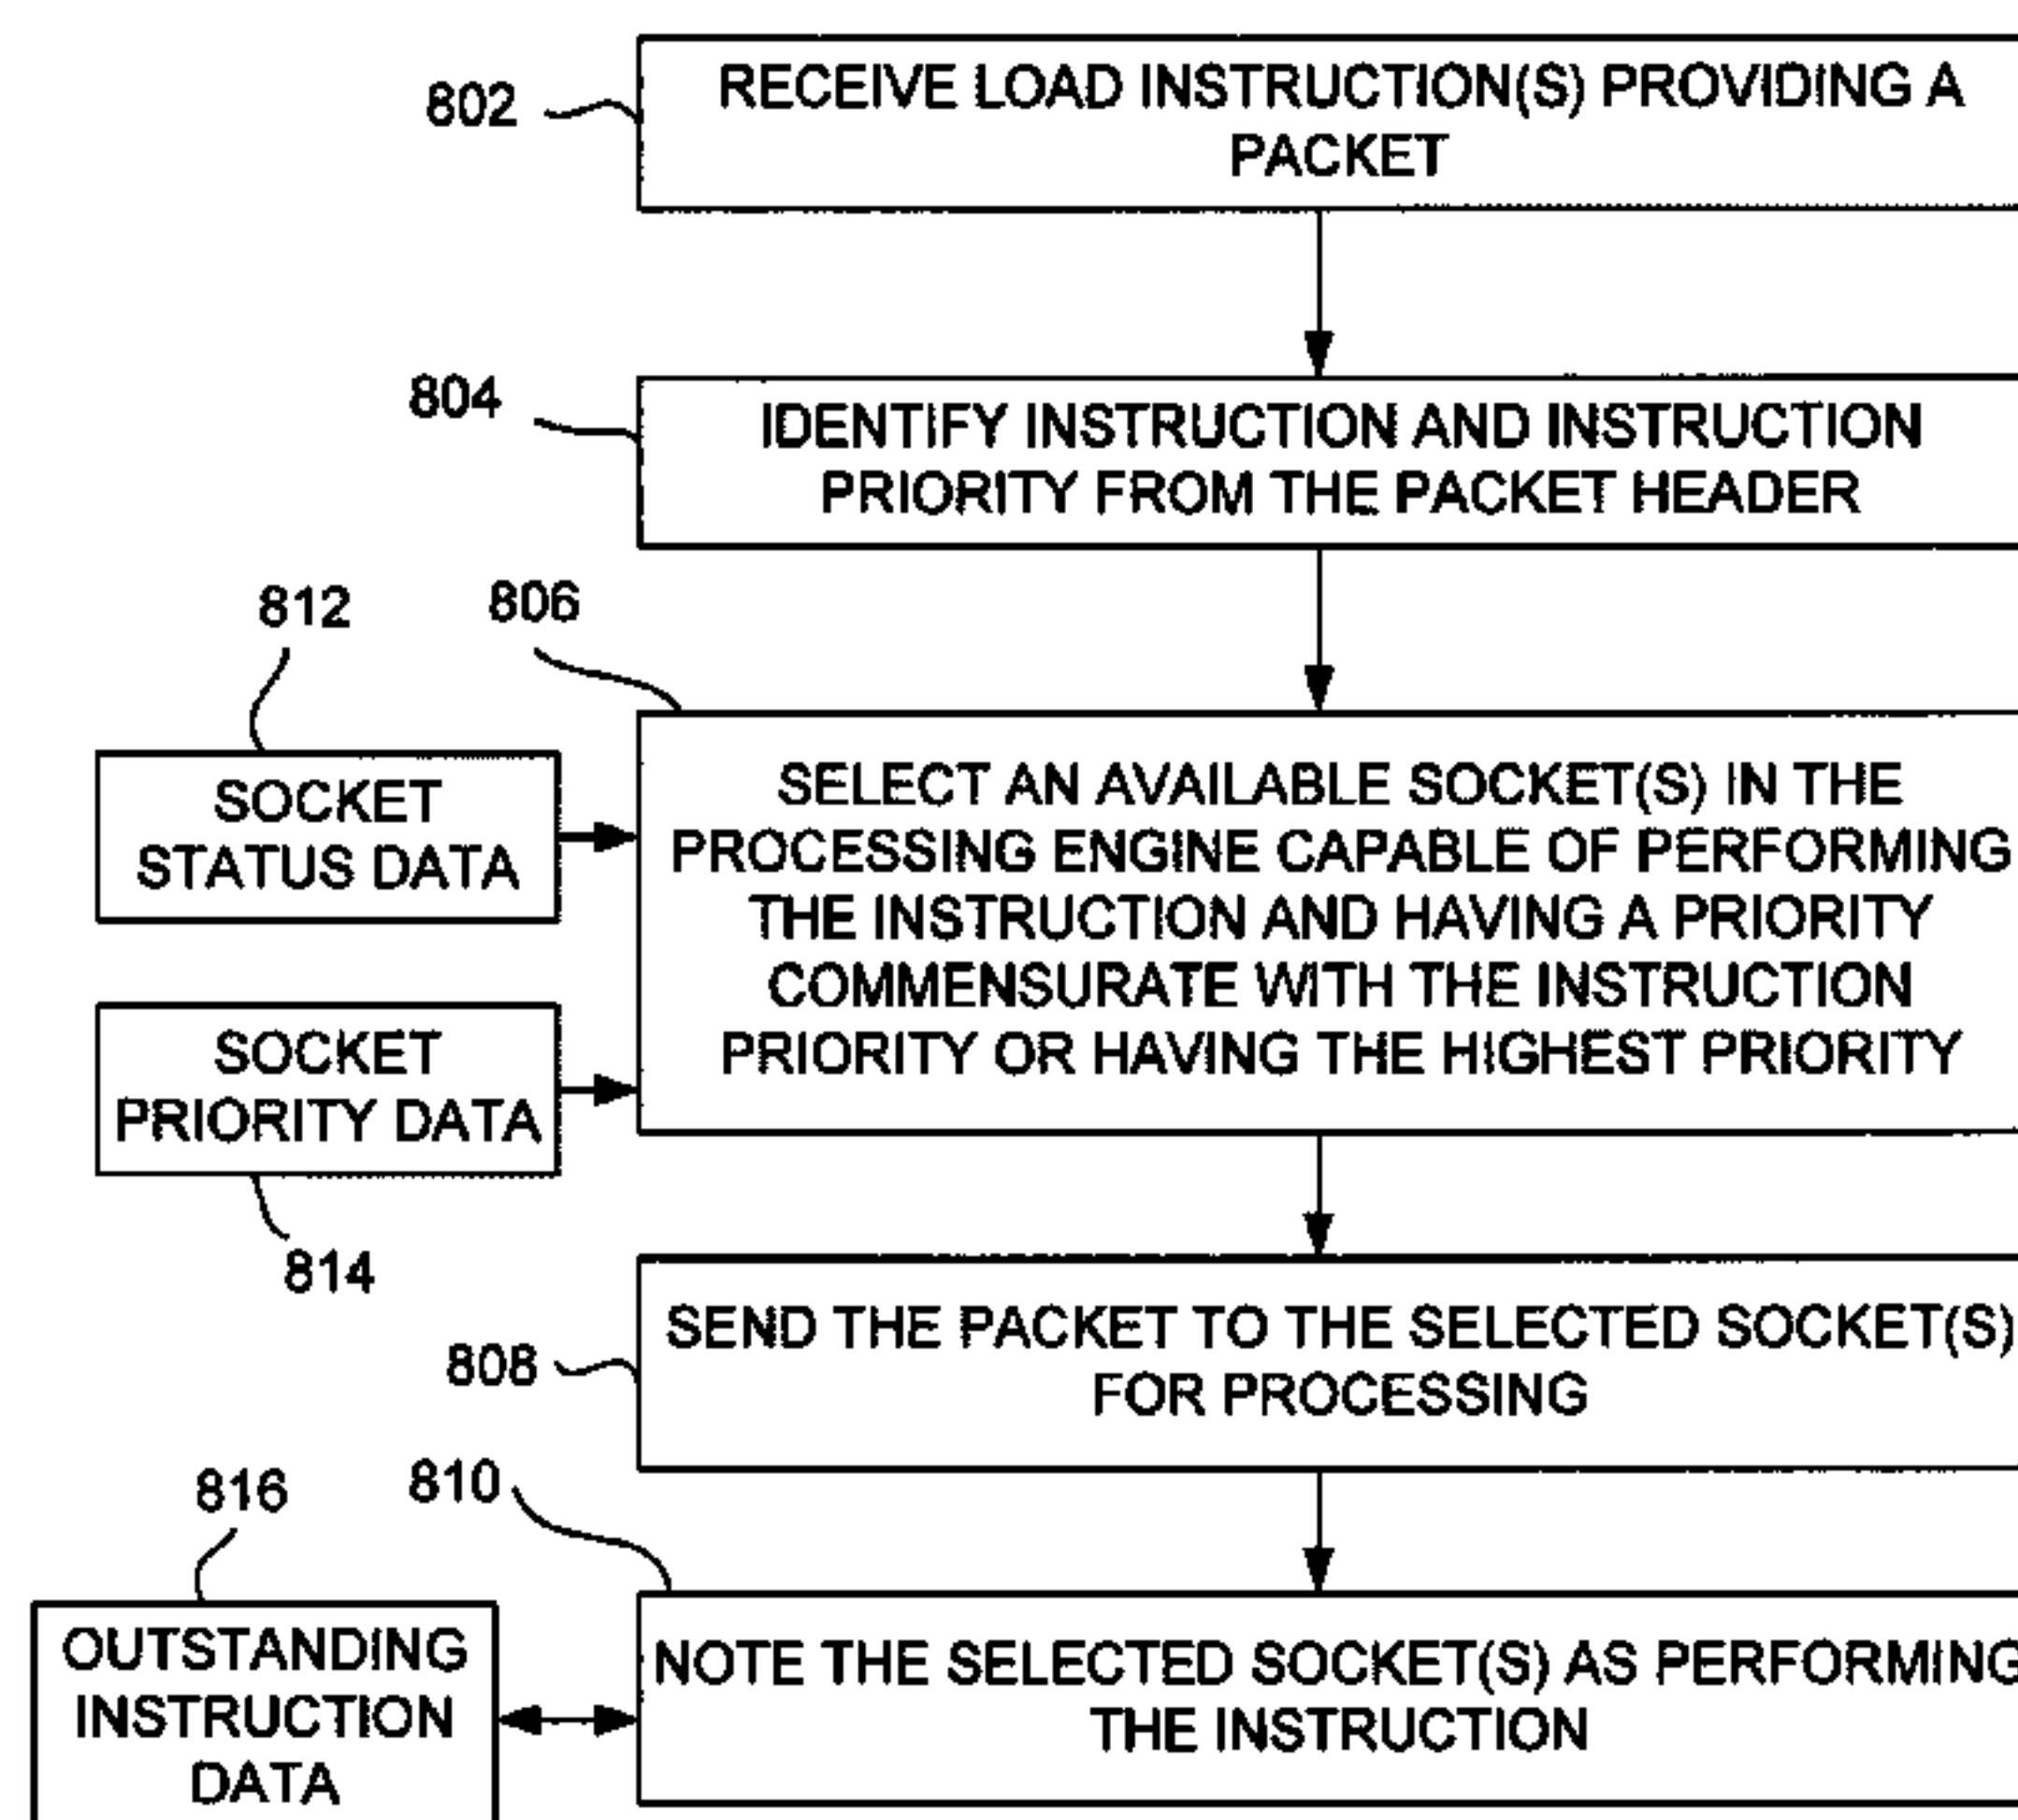 802
RECEIVE LOAD INSTRUCTION(S) PROVIDING A
PACKET
804
IDENTIFY INSTRUCTION AND INSTRUCTION
PRIORITY FROM THE PACKET HEADER
812
806
SOCKET
STATUS DATA
SELECT AN AVAILABLE SOCKET(S) IN THE
PROCESSING ENGINE CAPABLE OF PERFORMING
THE INSTRUCTION AND HAVING A PRIORITY
COMMENSURATE WITH THE INSTRUCTION
PRIORITY OR HAVING THE HIGHEST PRIORITY
SOCKET
PRIORITY DATA
814
808
SEND THE PACKET TO THE SELECTED SOCKET(S)
FOR PROCESSING
816
810
OUTSTANDING
INSTRUCTION
DATA
NOTE THE SELECTED SOCKET(S) AS PERFORMING
THE INSTRUCTION